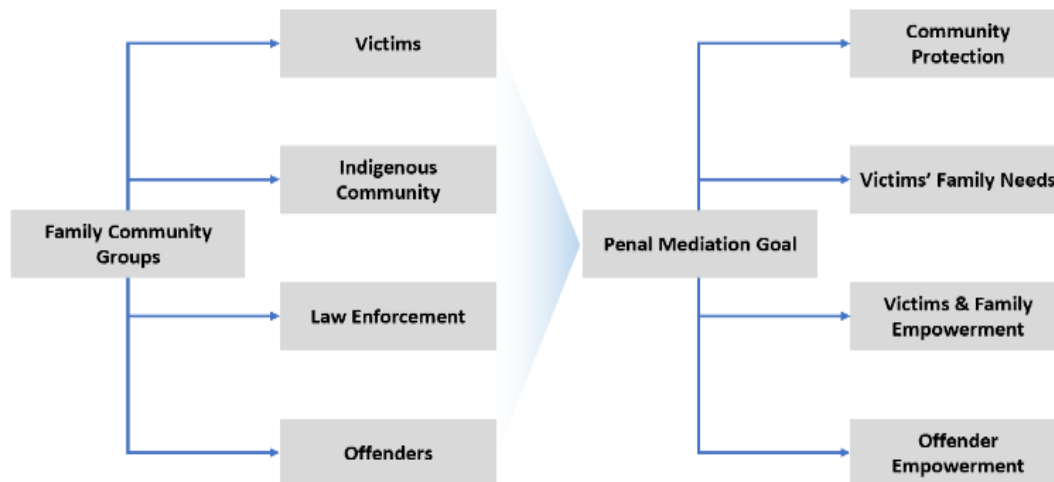 Victims
Community
Protection
Indigenous
Community
Victims' Family Needs
Family Community
Groups
Penal Mediation Goal
Law Enforcement
Victims & Family
Empowerment
Offenders
Offender
Empowerment